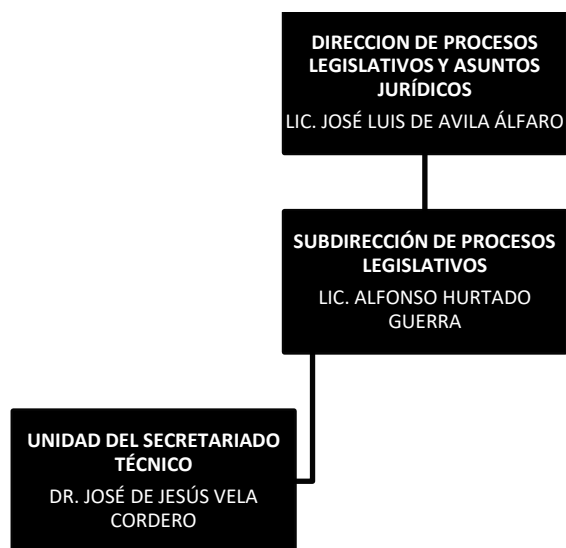 DIRECCION DE PROCESOS
LEGISLATIVOS Y ASUNTOS
JURÍDICOS
LIC. JOSÉ LUIS DE AVILA ÁLFARO
SUBDIRECCIÓN DE PROCESOS
LEGISLATIVOS
LIC. ALFONSO HURTADO
GUERRA
UNIDAD DEL SECRETARIADO
TÉCNICO
DR. JOSÉ DE JESÚS VELA
CORDERO